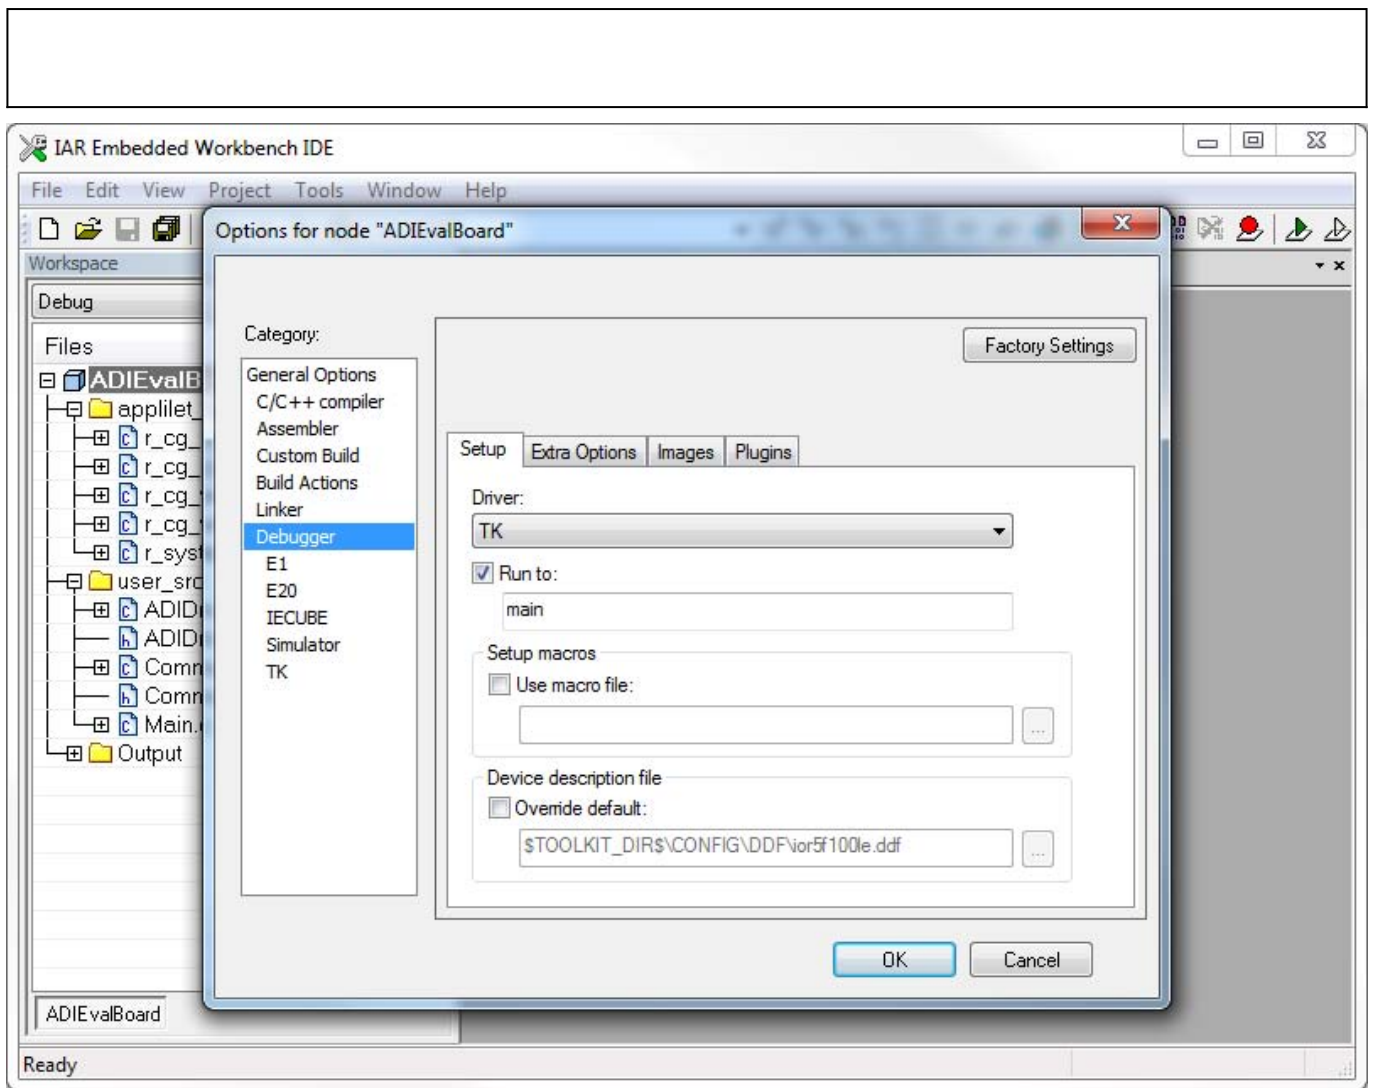 IAR Embedded Workbench IDE
File Edit View Project Tools Window Help
Options for node "ADIEvalBoard"
Workspace
Debug
Files
ADIEvalB
applilet_
r_cg_
r_cg_
r_cg_
r_cg_
r_syst
user_src
ADID
ADID
Comm
Comm
Main.
Output
ADIEvalBoard
Category:
General Options
C/C++ compiler
Assembler
Custom Build
Build Actions
Linker
Debugger
E1
E20
IECUBE
Simulator
TK
Factory Settings
Setup Extra Options Images Plugins
Driver:
TK
Run to:
main
Setup macros
Use macro file:
...
Device description file
Override default:
$TOOLKIT_DIR$\CONFIG\DDF\ior5f100le.ddf
...
OK Cancel
Ready